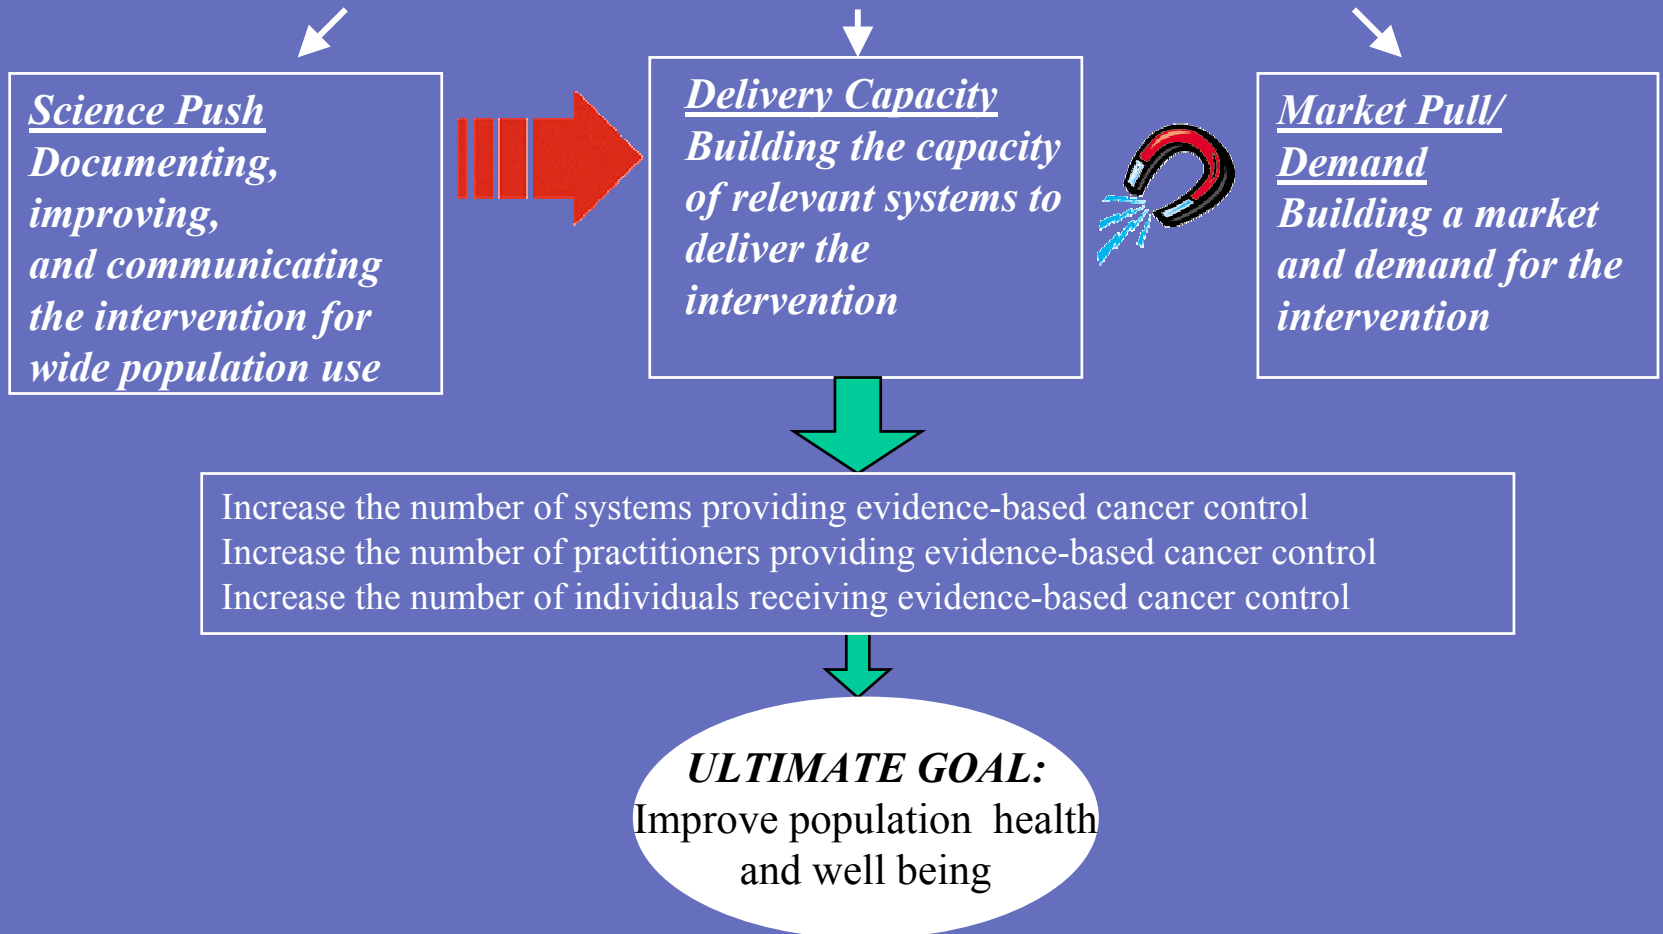 Science Push
Documenting,
improving,
and communicating
the intervention for
wide population use
Delivery Capacity
Building the capacity
of relevant systems to
deliver the
intervention
Market Pull/
Demand
Building a market
and demand for the
intervention
Increase the number of systems providing evidence-based cancer control
Increase the number of practitioners providing evidence-based cancer control
Increase the number of individuals receiving evidence-based cancer control
ULTIMATE GOAL:
Improve population  health
and well being